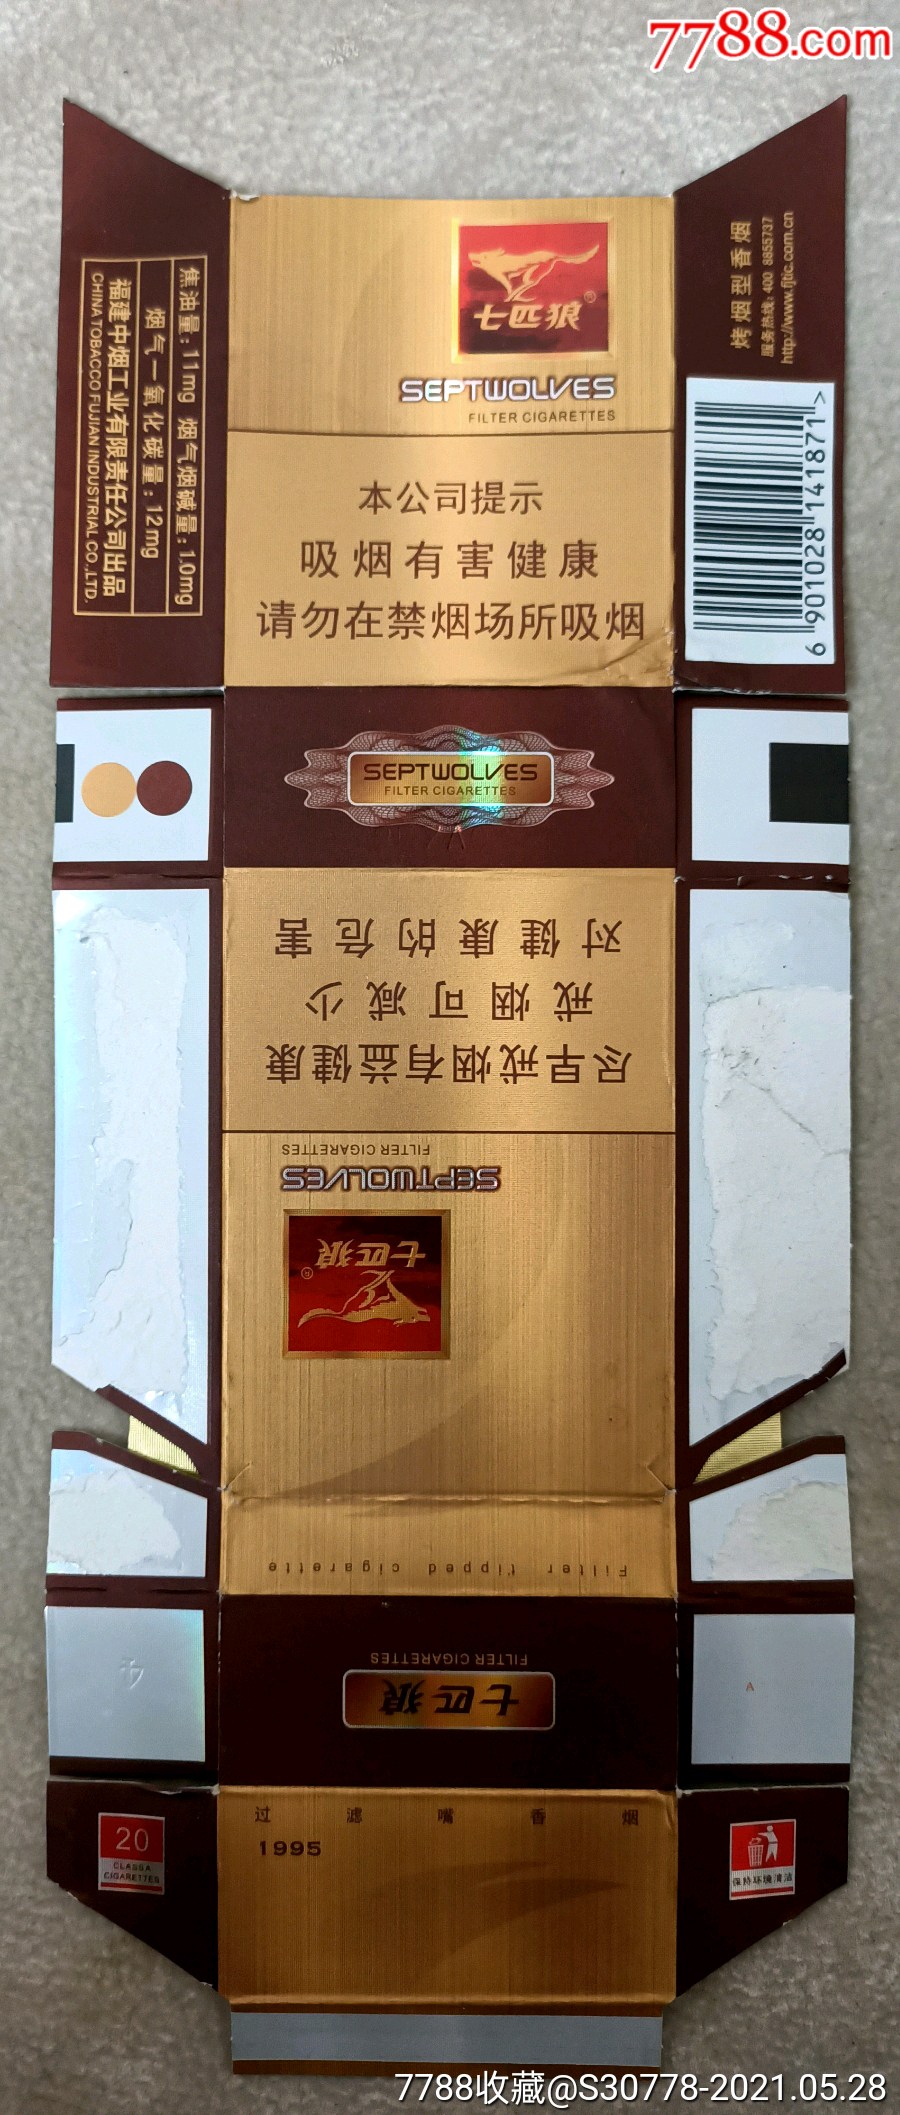 7788.com
七匹狼®
SEPTWOLVES
FILTER CIGARETTES
本公司提示
吸烟有害健康
请勿在禁烟场所吸烟
焦油量:11mg 烟气烟碱量:1.0mg
烟气一氧化碳量:12mg
福建中烟工业有限责任公司出品
CHINA TOBACCO FUJIAN INDUSTRIAL CO.,LTD.
烤烟型香烟
服务热线:400 8855737
http://www.fjtic.com.cn
6 901028 141871 >
SEPTWOLVES
FILTER CIGARETTES
尽早戒烟有益健康
戒烟可减少
对健康的危害
七匹狼®
SEPTWOLVES
FILTER CIGARETTES
Filter tipped cigarette
七匹狼
FILTER CIGARETTES
A
过滤嘴香烟
1995
20
CLASSA
CIGARETTES
保持环境清洁
7788收藏@S30778-2021.05.28